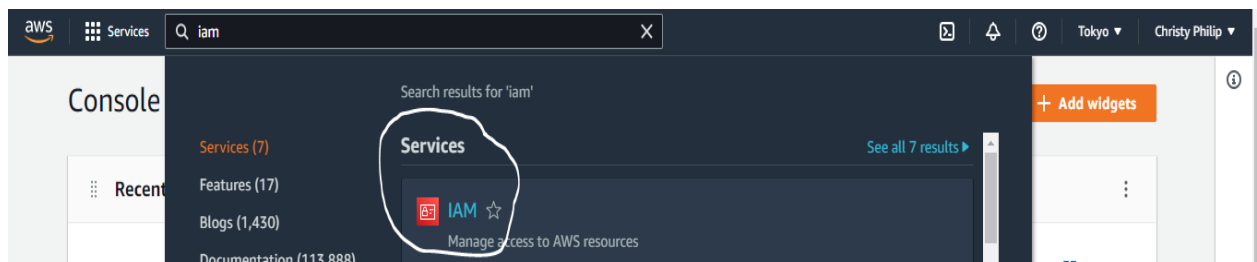 aws Services iam Tokyo ▼ Christy Philip ▼
Search results for 'iam'
Console + Add widgets
Services (7) Services See all 7 results
Features (17)
Recent
IAM
Blogs (1,430)
Manage access to AWS resources
Documentation (113,888)